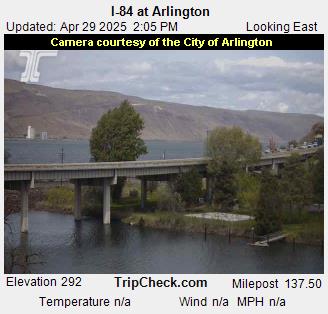 I-84 at Arlington
Updated: Apr 29 2025 2:05 PM Looking East
Camera courtesy of the City of Arlington
Elevation 292 TripCheck.com Milepost 137.50
Temperature n/a Wind n/a MPH n/a